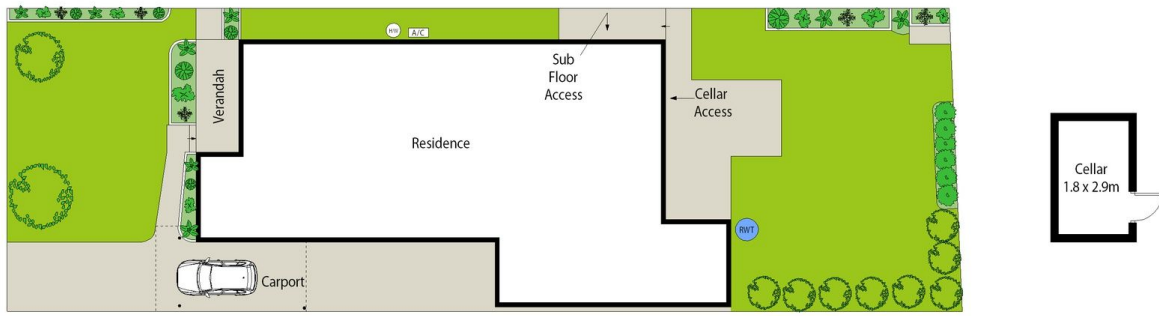 H/W
A/C
Verandah
Residence
Sub
Floor
Access
Cellar
Access
RWT
Carport
Cellar
1.8 x 2.9m